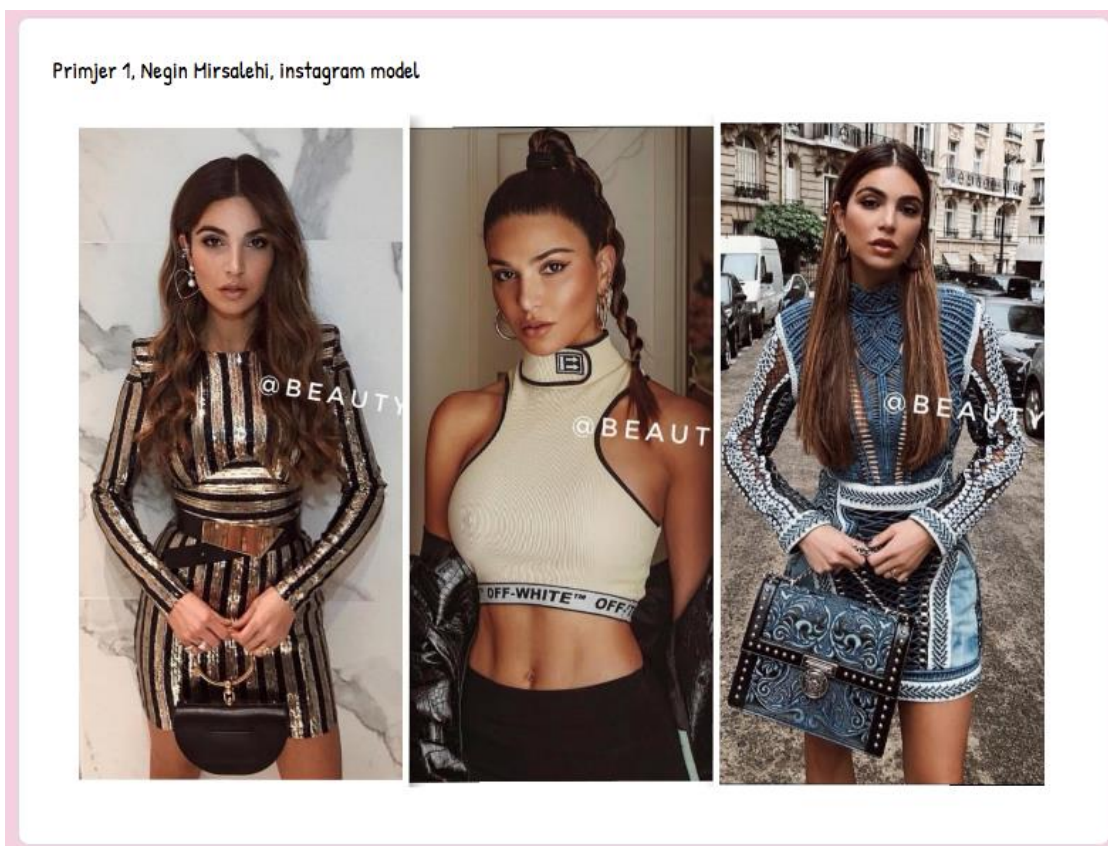 Primjer 1, Negin Mirsalehi, instagram model
@BEAUTY
@BEAUT
@BEAUTY
OFF-WHITE™ OFF